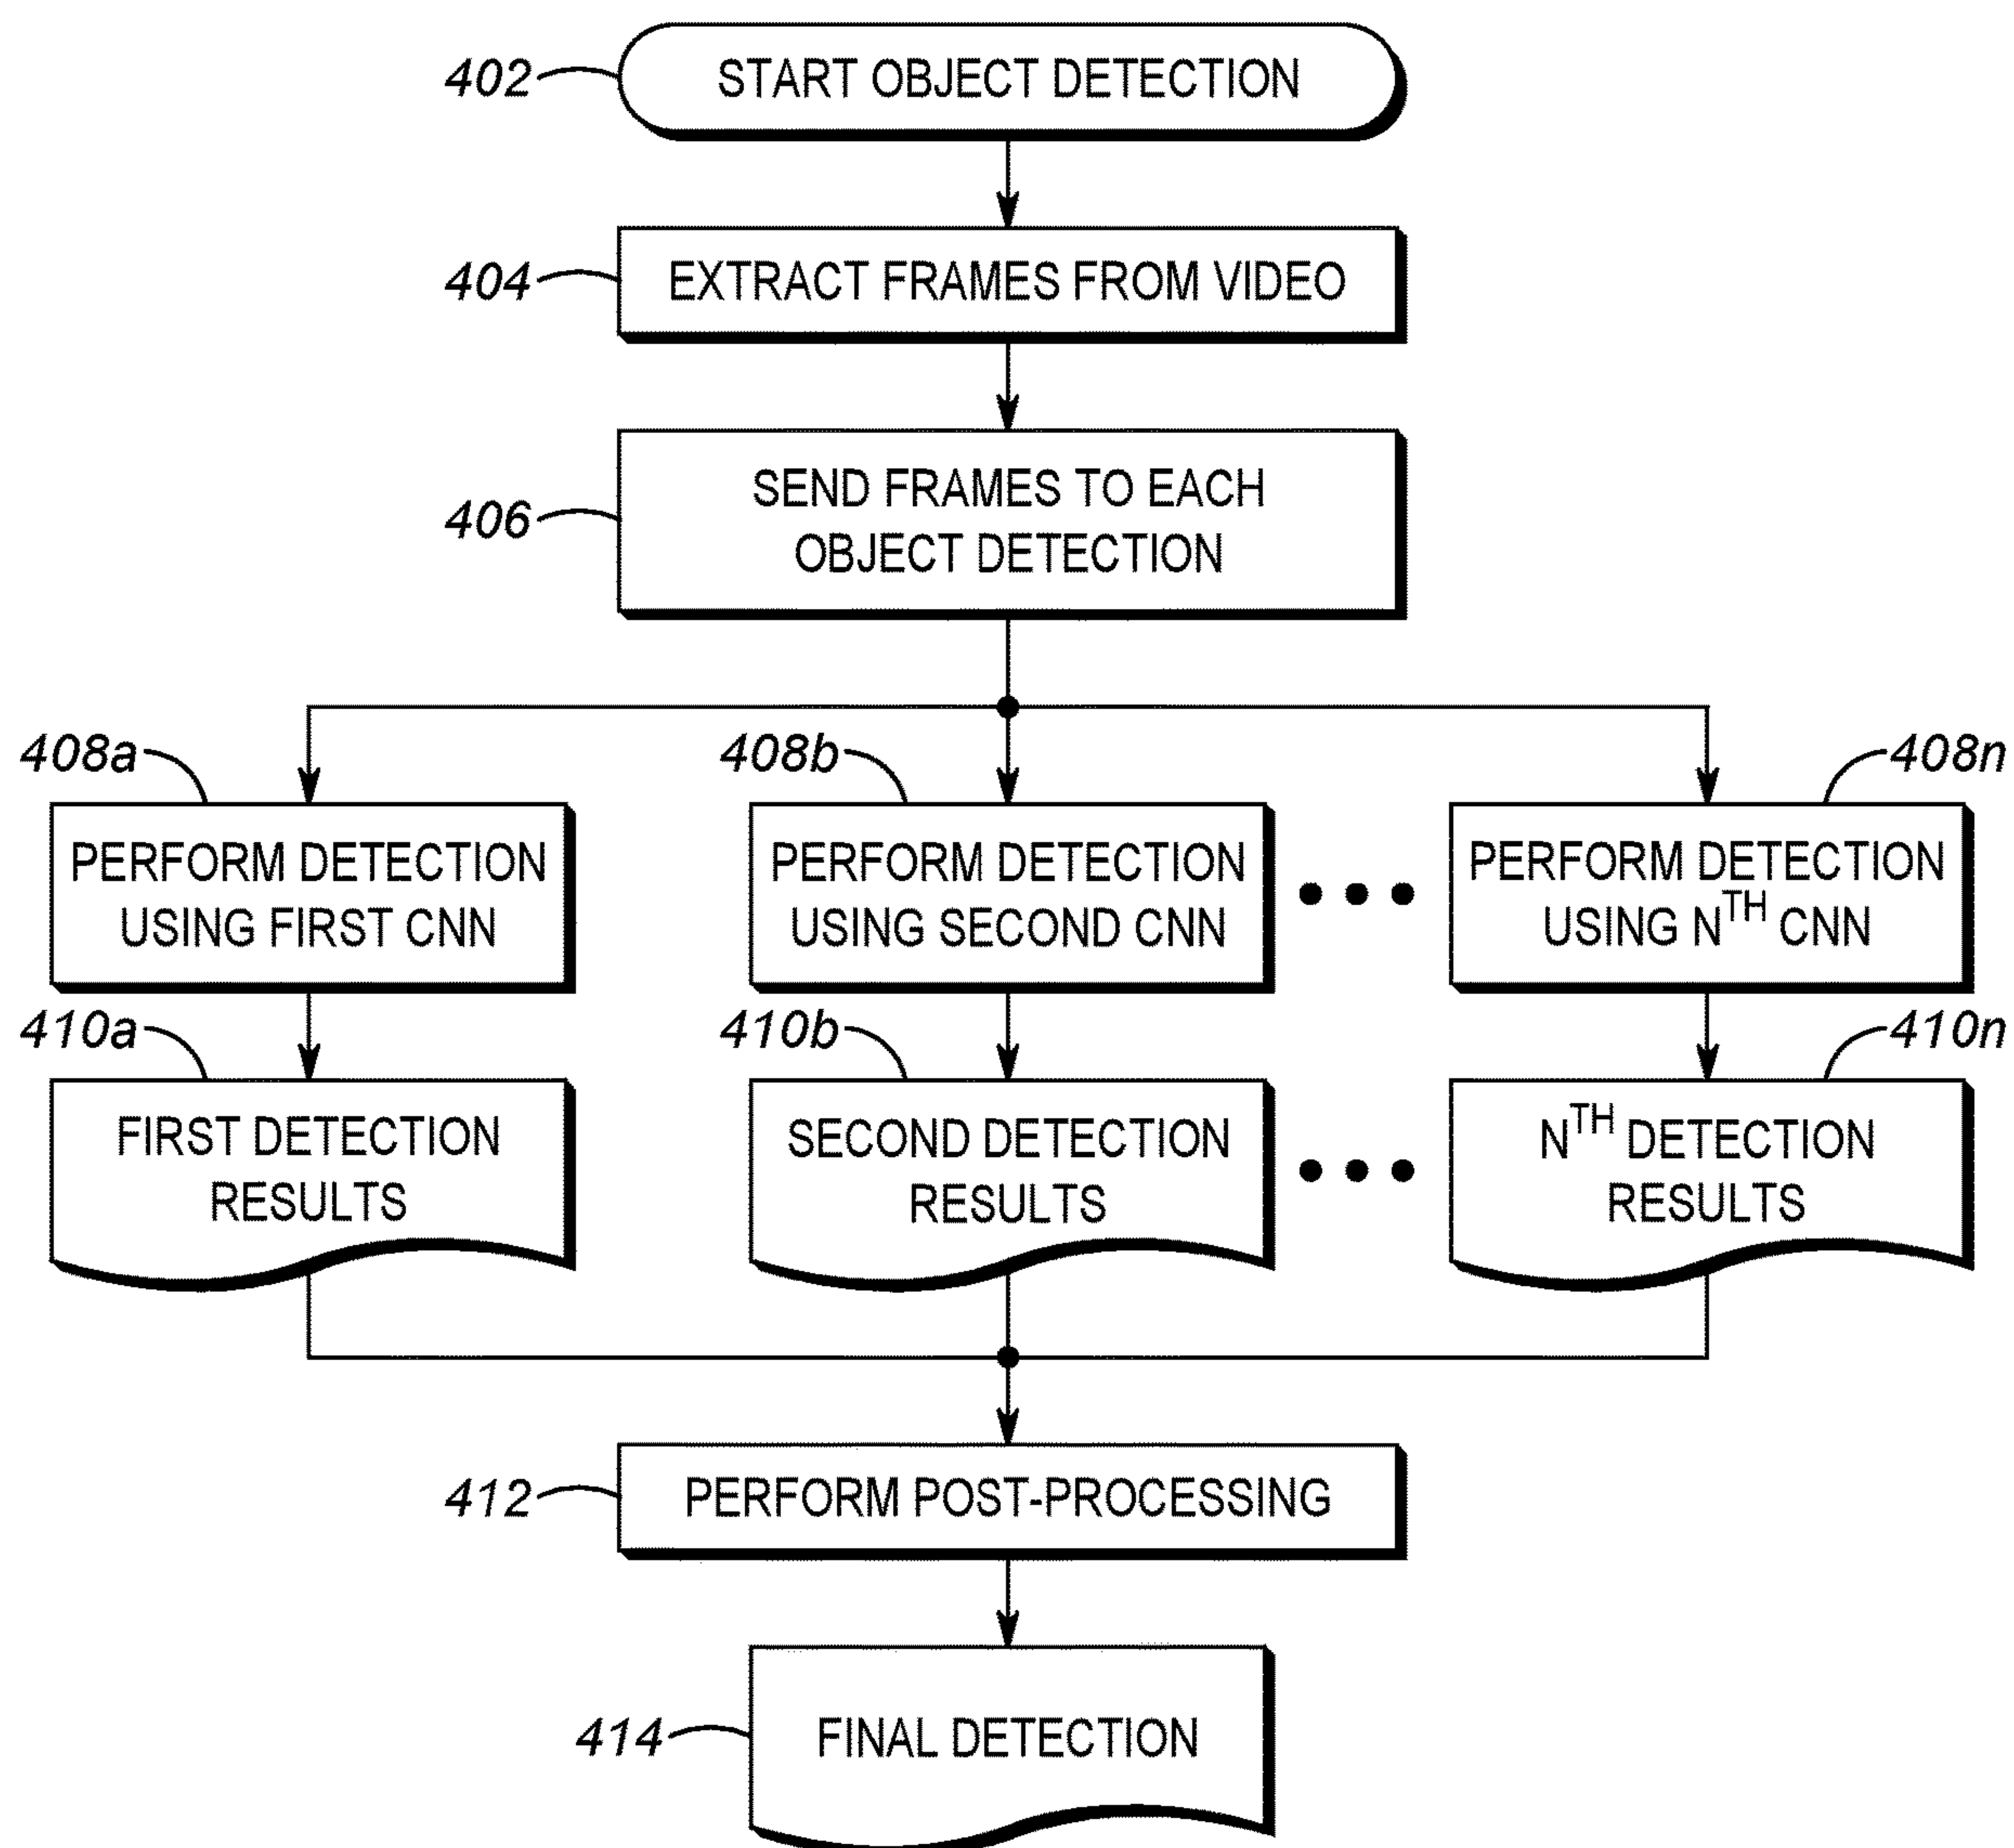 402
START OBJECT DETECTION
404
EXTRACT FRAMES FROM VIDEO
406
SEND FRAMES TO EACH
OBJECT DETECTION
408a
PERFORM DETECTION
USING FIRST CNN
408b
PERFORM DETECTION
USING SECOND CNN
408n
PERFORM DETECTION
USING NTH CNN
410a
FIRST DETECTION
RESULTS
410b
SECOND DETECTION
RESULTS
410n
NTH DETECTION
RESULTS
412
PERFORM POST-PROCESSING
414
FINAL DETECTION